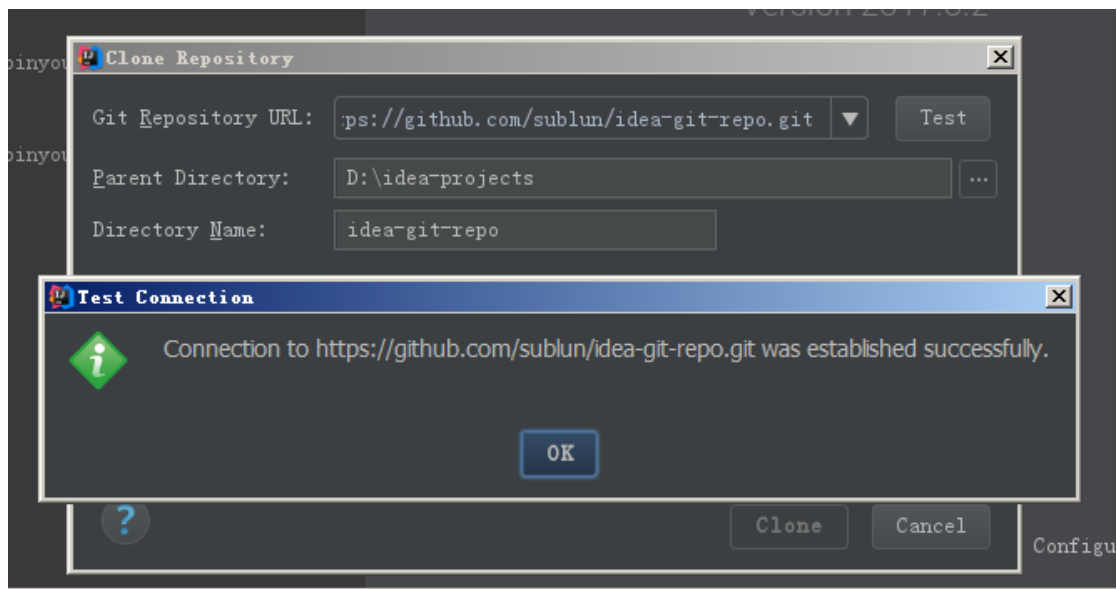 Clone Repository
Git Repository URL: ps://github.com/sublun/idea-git-repo.git Test
Parent Directory: D:\idea-projects ...
Directory Name: idea-git-repo
Test Connection
Connection to https://github.com/sublun/idea-git-repo.git was established successfully.
OK
? Clone Cancel
Configu